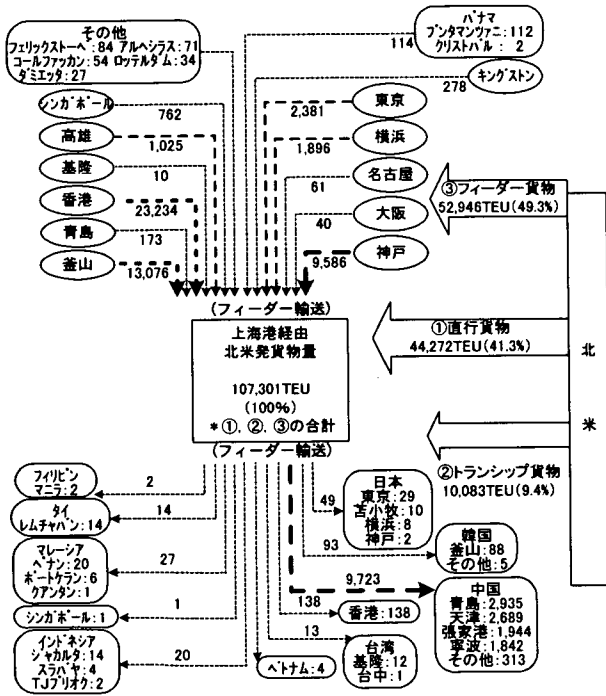 その他
フェリックストーベ:84 アルヘシラス:71
コールファッカン:54 ロッテルダム:34
ダミエッタ:27
パナマ
プンタマンツァニ:112
クリストバル : 2
114
キングストン
278
シンガポール
762
高雄
1,025
基隆
10
香港
23,234
青島
173
釜山
13,076
東京
2,381
横浜
1,896
名古屋
61
大阪
40
神戸
9,586
③フィーダー貨物
52,946TEU(49.3%)
(フィーダー輸送)
上海港経由
北米発貨物量
107,301TEU
(100%)
*①, ②, ③の合計
(フィーダー輸送)
①直行貨物
44,272TEU(41.3%)
北
米
②トランシップ貨物
10,083TEU(9.4%)
フィリピン
マニラ:2
2
タイ
レムチャバン:14
14
マレーシア
ペナン:20
ポートケラン:6
クアンタン:1
27
シンガポール:1
1
インドネシア
ジャカルタ:14
スラバヤ:4
TJプリオク:2
20
ベトナム:4
日本
東京:29
苫小牧:10
横浜:8
神戸:2
49
韓国
釜山:88
その他:5
93
9,723
中国
青島:2,935
天津:2,689
張家港:1,944
寧波:1,842
その他:313
138
香港:138
13
台湾
基隆:12
台中:1